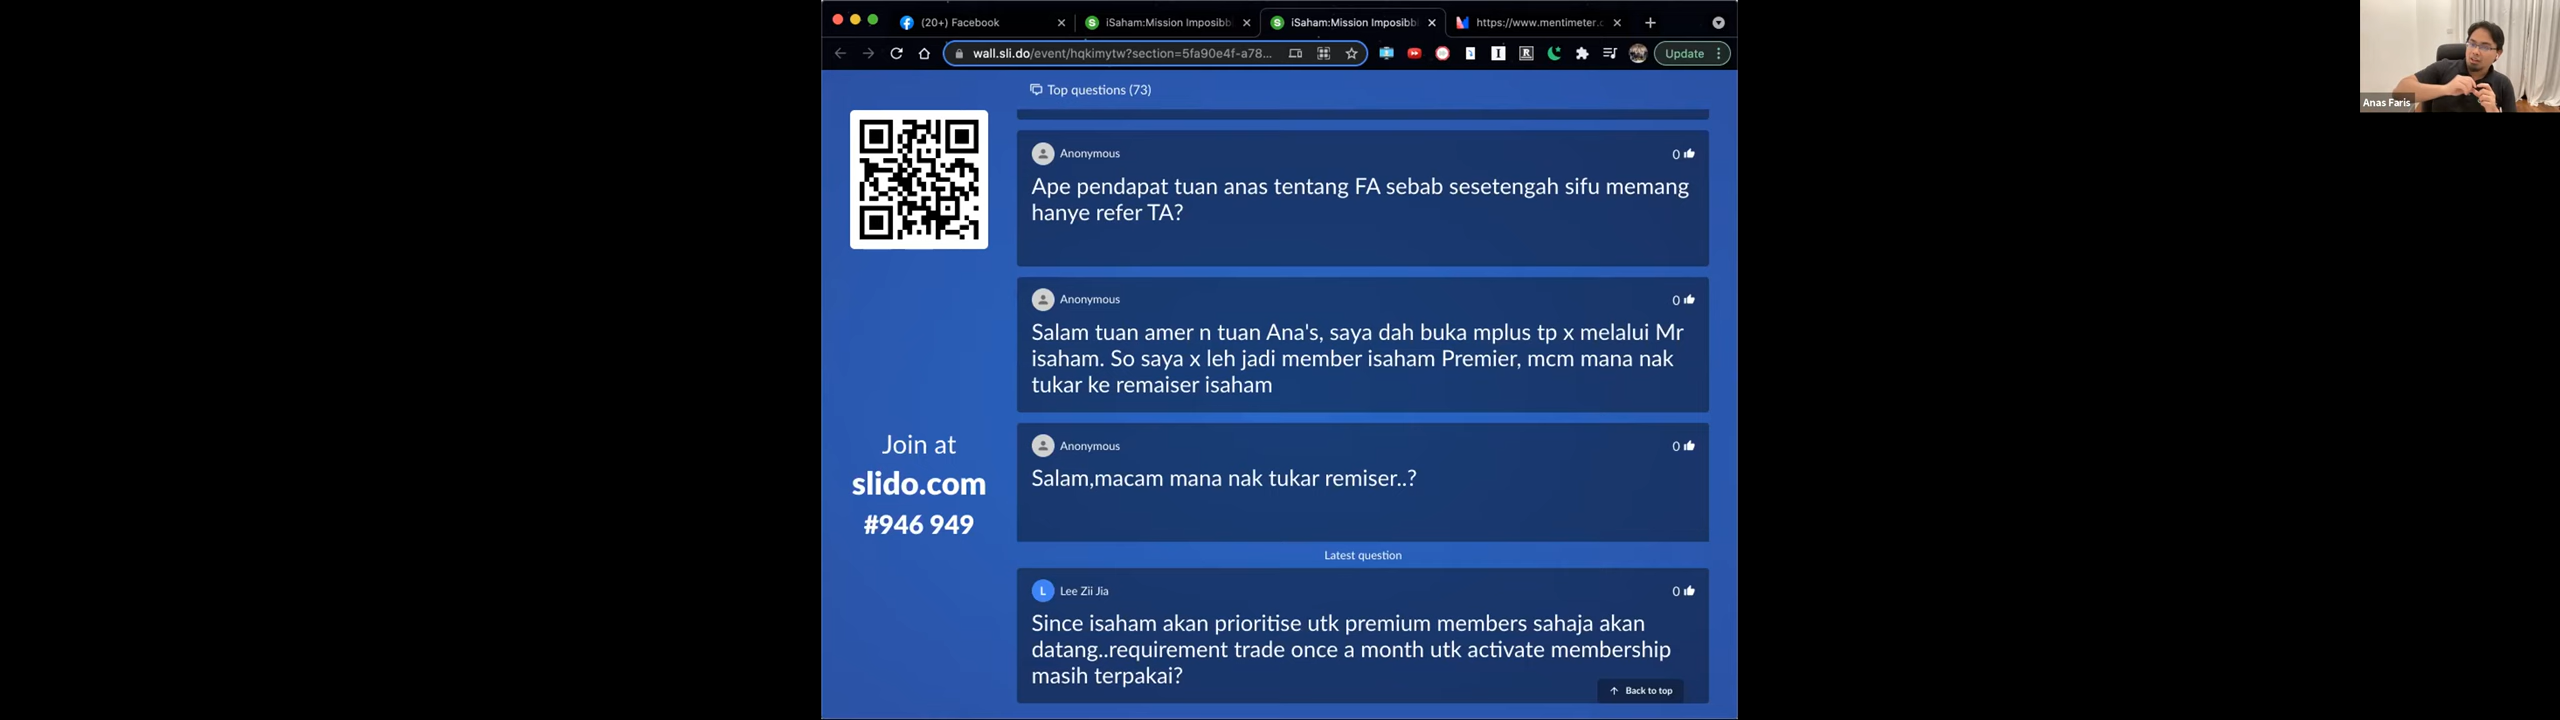 (20+) Facebook
iSaham:Mission Imposibb
iSaham:Mission Imposibb
https://www.mentimeter.c
wall.sli.do/event/hqkimytw?section=5fa90e4f-a78...
Update
Top questions (73)
Anonymous
0
Ape pendapat tuan anas tentang FA sebab sesetengah sifu memang
hanye refer TA?
Anonymous
0
Salam tuan amer n tuan Ana's, saya dah buka mplus tp x melalui Mr
isaham. So saya x leh jadi member isaham Premier, mcm mana nak
tukar ke remaiser isaham
Anonymous
0
Salam,macam mana nak tukar remiser..?
Latest question
L
Lee Zii Jia
0
Since isaham akan prioritise utk premium members sahaja akan
datang..requirement trade once a month utk activate membership
masih terpakai?
Back to top
Join at
slido.com
#946 949
Anas Faris